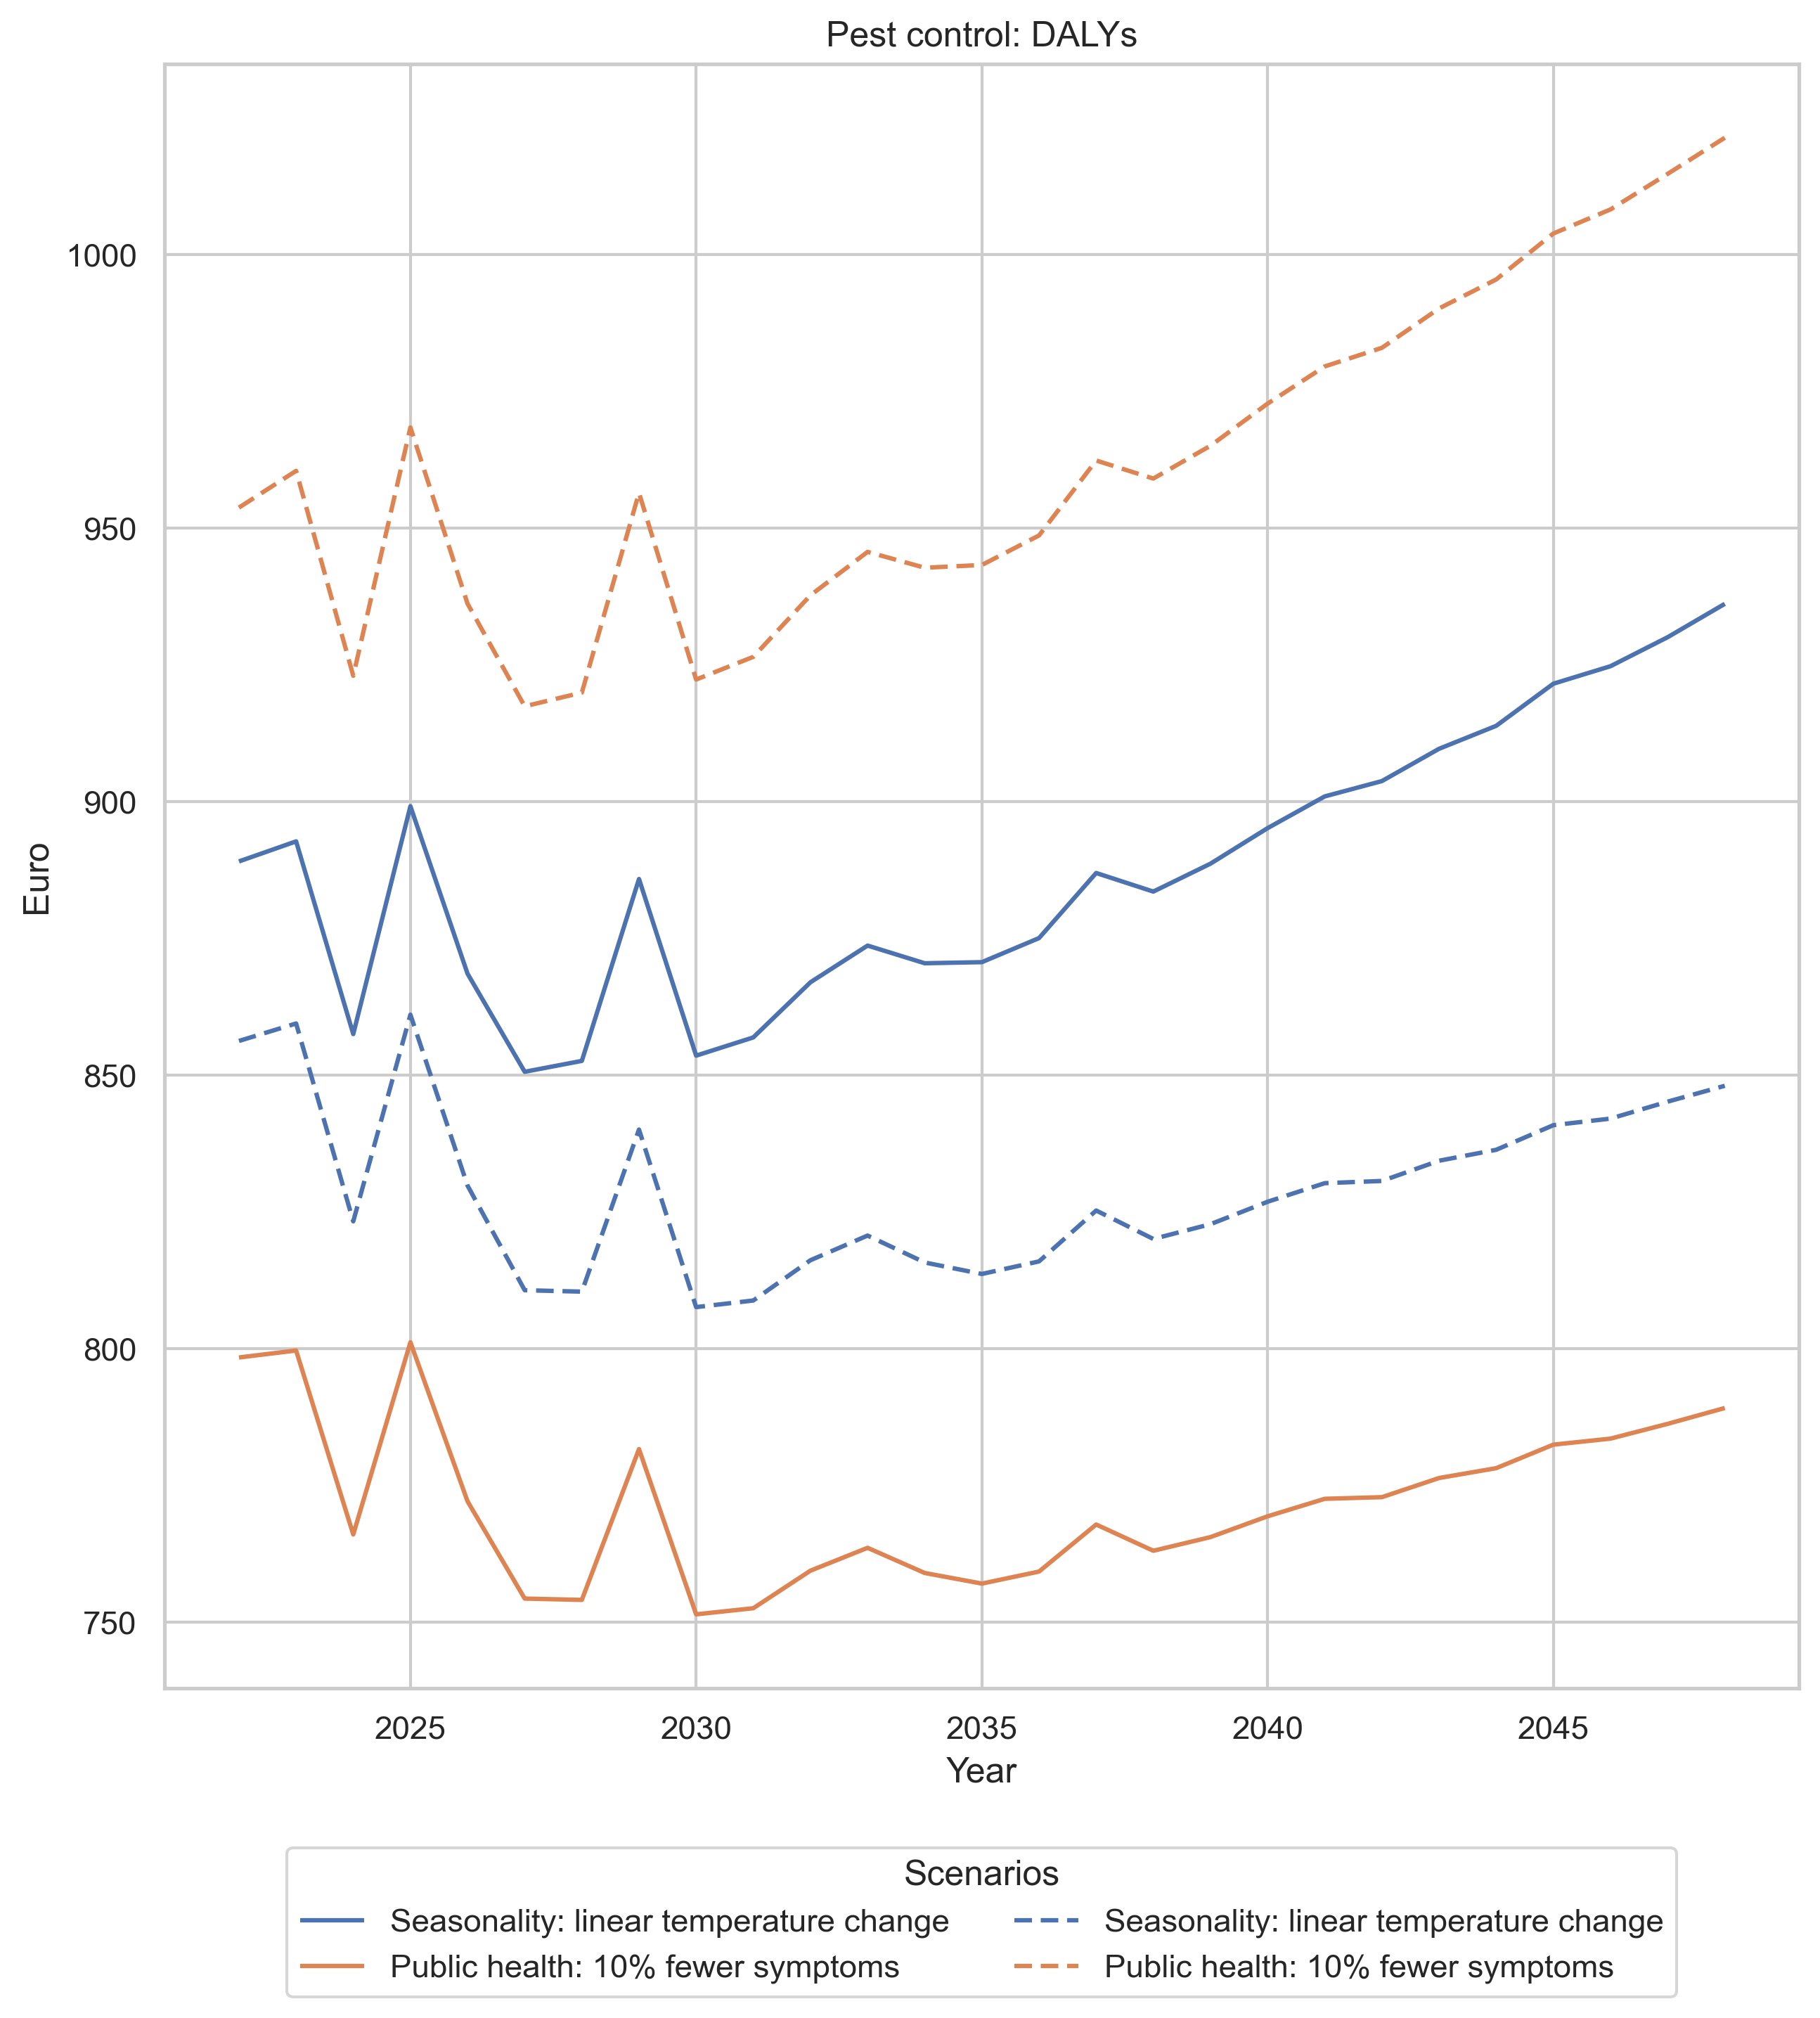 Pest control: DALYs
1000
950
900
850
800
750
Euro
2025 2030 2035 2040 2045
Year
Scenarios
Seasonality: linear temperature change Seasonality: linear temperature change
Public health: 10% fewer symptoms Public health: 10% fewer symptoms